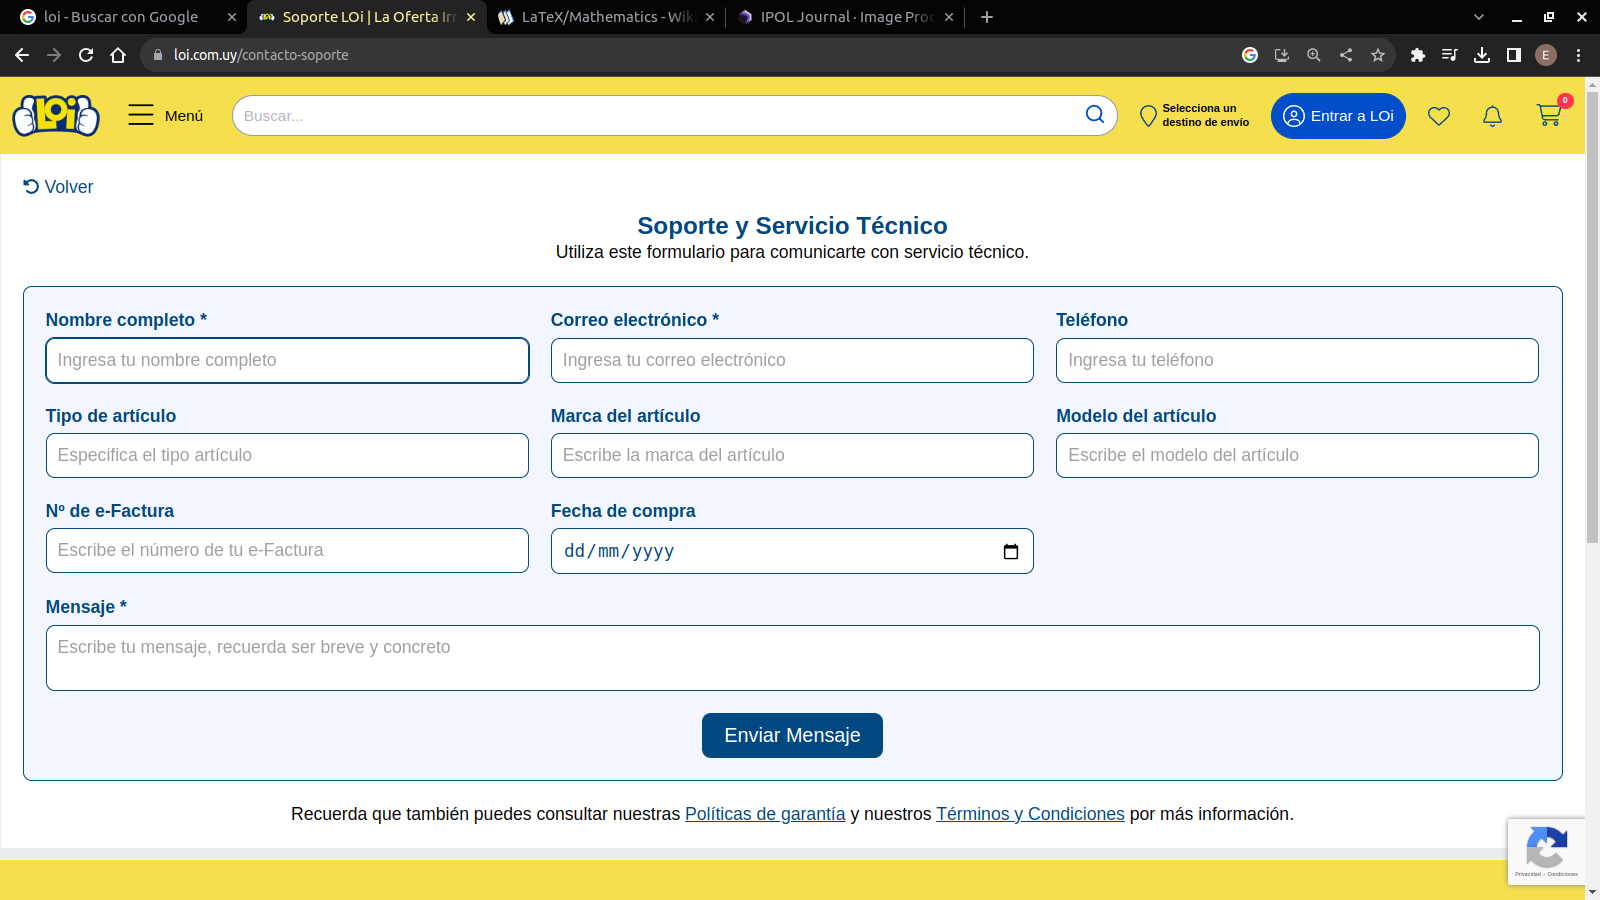 loi - Buscar con Google
Soporte LOi | La Oferta Irr
LaTeX/Mathematics - Wiki
IPOL Journal · Image Proc
loi.com.uy/contacto-soporte
E
LOi
Menú
Buscar...
Selecciona un
destino de envío
Entrar a LOi
0
Volver
Soporte y Servicio Técnico
Utiliza este formulario para comunicarte con servicio técnico.
Nombre completo *
Correo electrónico *
Teléfono
Ingresa tu nombre completo
Ingresa tu correo electrónico
Ingresa tu teléfono
Tipo de artículo
Marca del artículo
Modelo del artículo
Especifica el tipo artículo
Escribe la marca del artículo
Escribe el modelo del artículo
Nº de e-Factura
Fecha de compra
Escribe el número de tu e-Factura
dd/mm/yyyy
Mensaje *
Escribe tu mensaje, recuerda ser breve y concreto
Enviar Mensaje
Recuerda que también puedes consultar nuestras Políticas de garantía y nuestros Términos y Condiciones por más información.
Privacidad - Condiciones